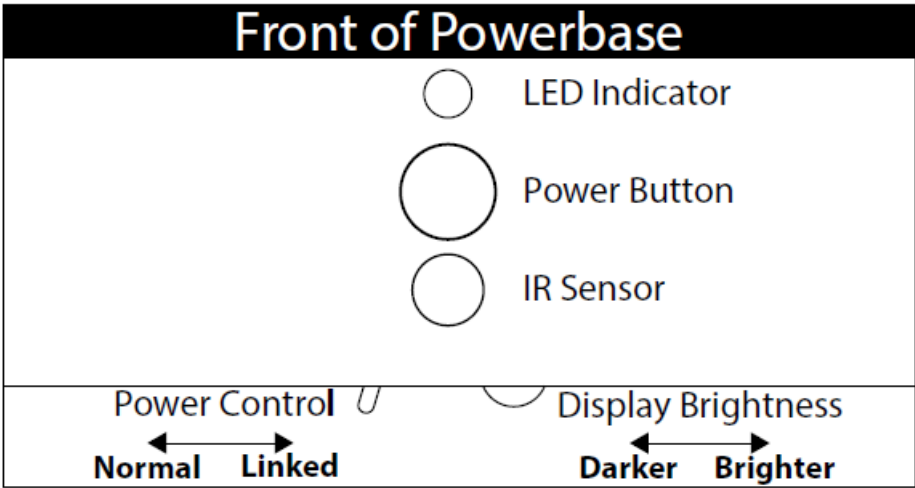 Front of Powerbase
LED Indicator
Power Button
IR Sensor
Power Control
Display Brightness
Normal Linked
Darker Brighter